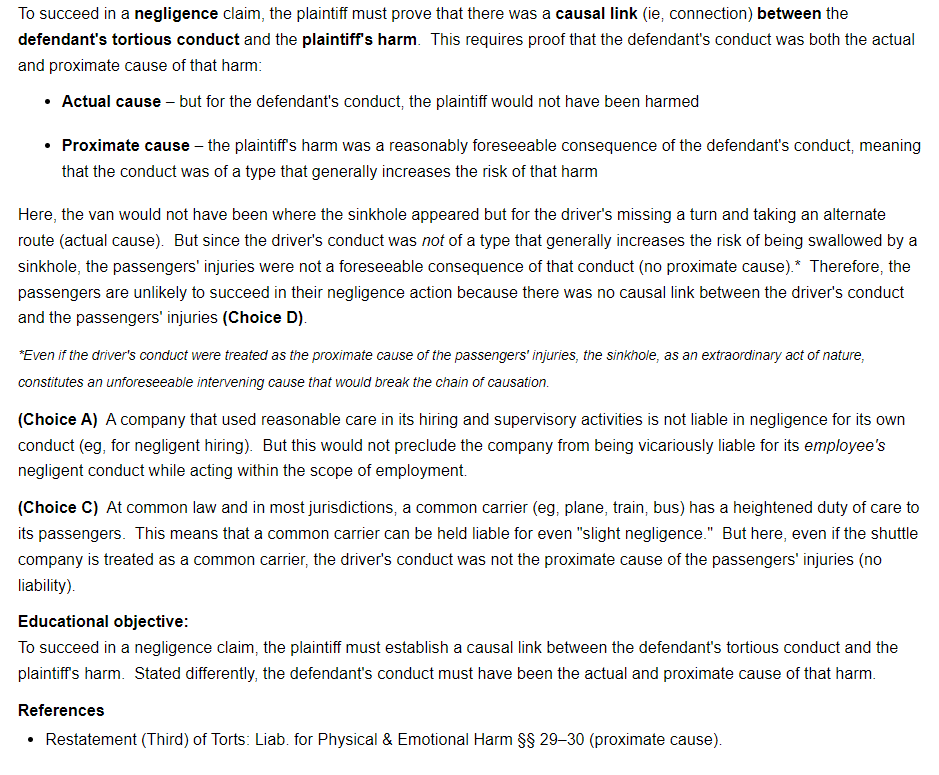 To succeed in a negligence claim, the plaintiff must prove that there was a causal link (ie, connection) between the
defendant's tortious conduct and the plaintiff's harm.  This requires proof that the defendant's conduct was both the actual
and proximate cause of that harm:
• Actual cause – but for the defendant's conduct, the plaintiff would not have been harmed
• Proximate cause – the plaintiff's harm was a reasonably foreseeable consequence of the defendant's conduct, meaning
that the conduct was of a type that generally increases the risk of that harm
Here, the van would not have been where the sinkhole appeared but for the driver's missing a turn and taking an alternate
route (actual cause).  But since the driver's conduct was not of a type that generally increases the risk of being swallowed by a
sinkhole, the passengers' injuries were not a foreseeable consequence of that conduct (no proximate cause).*  Therefore, the
passengers are unlikely to succeed in their negligence action because there was no causal link between the driver's conduct
and the passengers' injuries (Choice D).
*Even if the driver's conduct were treated as the proximate cause of the passengers' injuries, the sinkhole, as an extraordinary act of nature,
constitutes an unforeseeable intervening cause that would break the chain of causation.
(Choice A)  A company that used reasonable care in its hiring and supervisory activities is not liable in negligence for its own
conduct (eg, for negligent hiring).  But this would not preclude the company from being vicariously liable for its employee's
negligent conduct while acting within the scope of employment.
(Choice C)  At common law and in most jurisdictions, a common carrier (eg, plane, train, bus) has a heightened duty of care to
its passengers.  This means that a common carrier can be held liable for even "slight negligence."  But here, even if the shuttle
company is treated as a common carrier, the driver's conduct was not the proximate cause of the passengers' injuries (no
liability).
Educational objective:
To succeed in a negligence claim, the plaintiff must establish a causal link between the defendant's tortious conduct and the
plaintiff's harm.  Stated differently, the defendant's conduct must have been the actual and proximate cause of that harm.
References
• Restatement (Third) of Torts: Liab. for Physical & Emotional Harm §§ 29–30 (proximate cause).